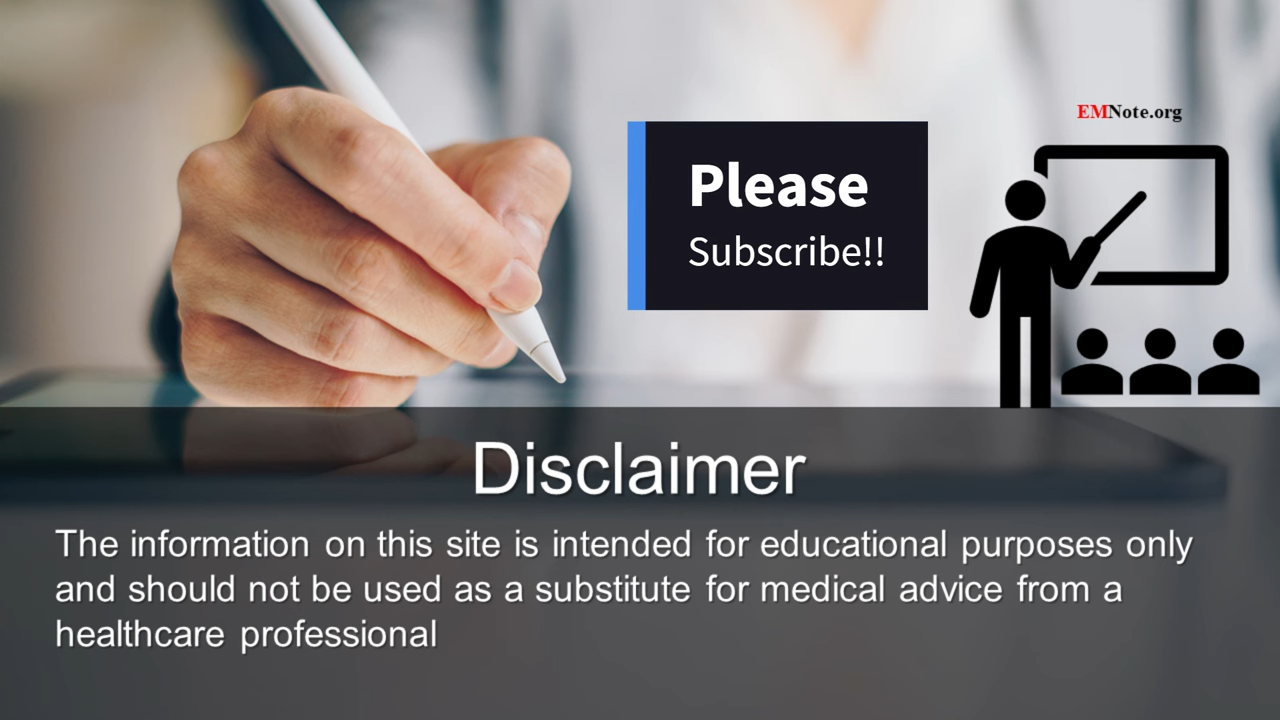 EMNote.org
Please
Subscribe!!
Disclaimer
The information on this site is intended for educational purposes only
and should not be used as a substitute for medical advice from a
healthcare professional